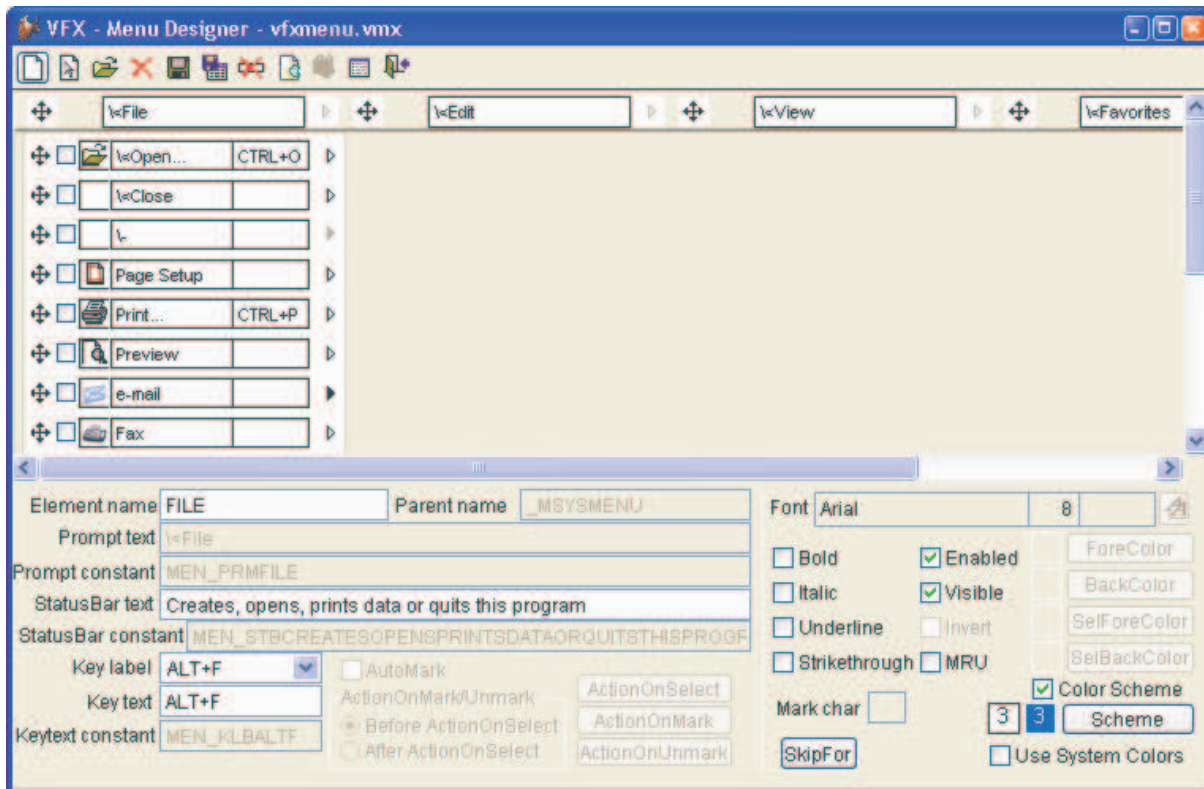 VFX - Menu Designer - vfxmenu.vmx
\<File \<Edit \<View \<Favorites
\<Open... CTRL+O
\<Close
\-
Page Setup
Print... CTRL+P
Preview
e-mail
Fax
Element name FILE Parent name _MSYSMENU Font Arial 8
Prompt text \<File
Prompt constant MEN_PRMFILE
StatusBar text Creates, opens, prints data or quits this program
StatusBar constant MEN_STBCREATESOPENSPRINTSDATAORQUITSTHISPROGF
Key label ALT+F
Key text ALT+F
Keytext constant MEN_KLBALTF
AutoMark
ActionOnMark/Unmark
Before ActionOnSelect
After ActionOnSelect
ActionOnSelect
ActionOnMark
ActionOnUnmark
Bold Enabled ForeColor
Italic Visible BackColor
Underline Invert SelForeColor
Strikethrough MRU SelBackColor
Color Scheme
Mark char 3 3 Scheme
SkipFor Use System Colors